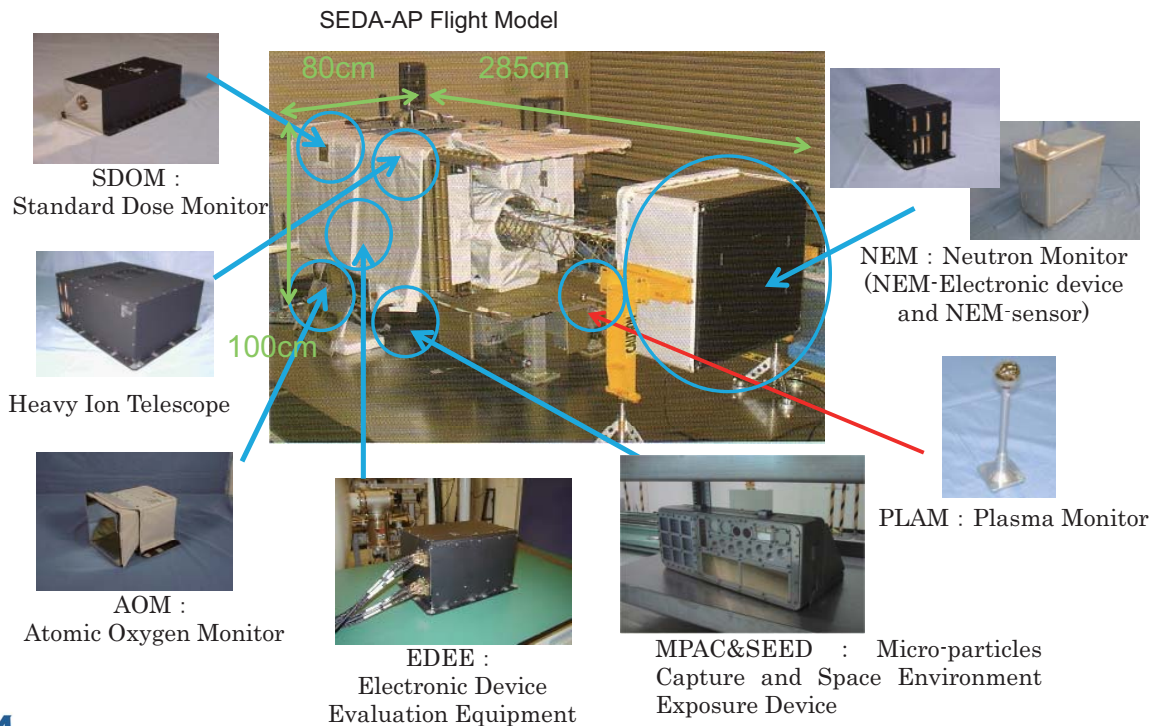 SEDA-AP Flight Model
80cm
285cm
100cm
SDOM :
Standard Dose Monitor
Heavy Ion Telescope
AOM :
Atomic Oxygen Monitor
EDEE :
Electronic Device
Evaluation Equipment
MPAC&SEED : Micro-particles
Capture and Space Environment
Exposure Device
NEM : Neutron Monitor
(NEM-Electronic device
and NEM-sensor)
PLAM : Plasma Monitor
CAUTION